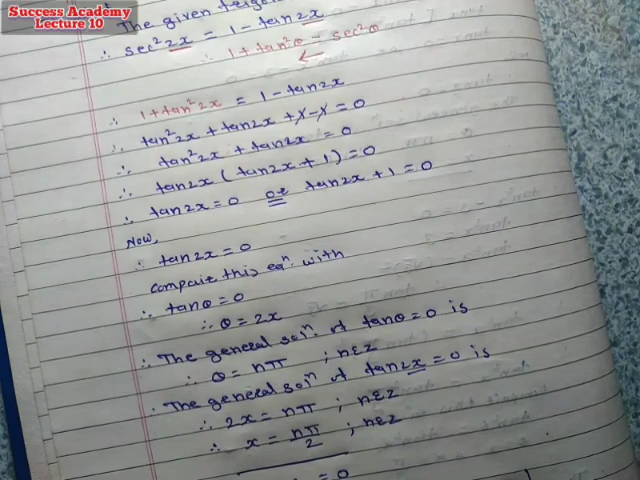 Success Academy
Lecture 10
The given
∴ sec²2x = 1 - tan2x
∴ 1+tan²θ = sec²θ
←
∴ 1+tan²2x = 1-tan2x
∴ tan²2x + tan2x + 1 - 1 = 0
∴ tan²2x + tan2x = 0
∴ tan2x (tan2x + 1) = 0
∴ tan2x = 0 or tan2x + 1 = 0
Now,
∴ tan2x = 0
compare this eqn. with
∴ tanθ = 0
∴ θ = 2x
∴ The general soln. of tanθ = 0 is
∴ θ = nπ ; n∈z
∴ The general soln of tan2x = 0 is
∴ 2x = nπ ; n∈z
∴ x = nπ/2 ; n∈z
= 0